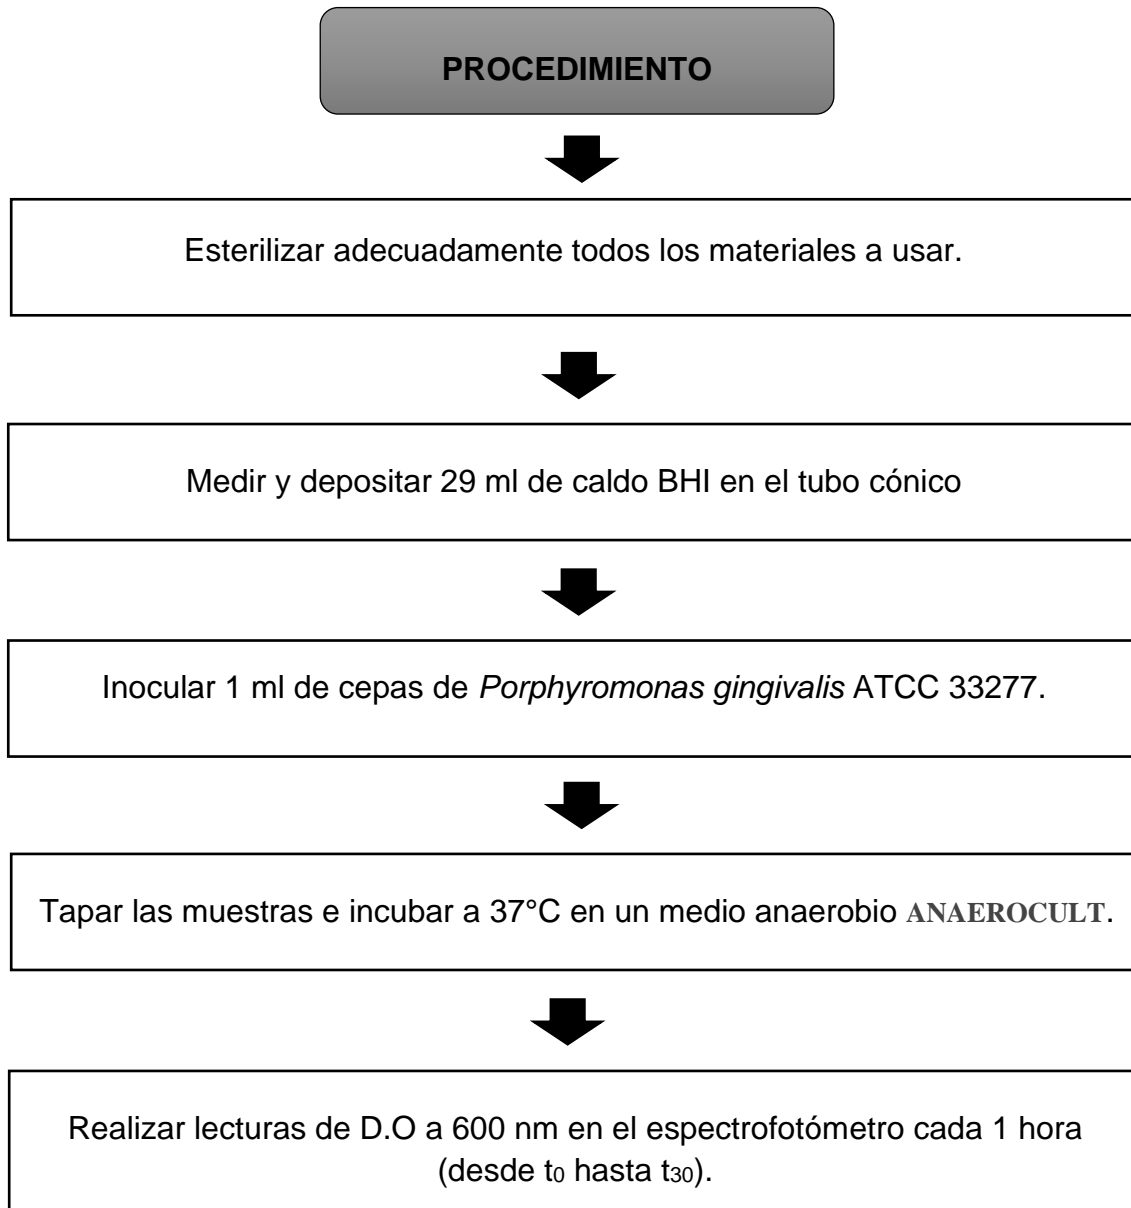 PROCEDIMIENTO
Esterilizar adecuadamente todos los materiales a usar.
Medir y depositar 29 ml de caldo BHI en el tubo cónico
Inocular 1 ml de cepas de Porphyromonas gingivalis ATCC 33277.
Tapar las muestras e incubar a 37°C en un medio anaerobio ANAEROCULT.
Realizar lecturas de D.O a 600 nm en el espectrofotómetro cada 1 hora
(desde t0 hasta t30).